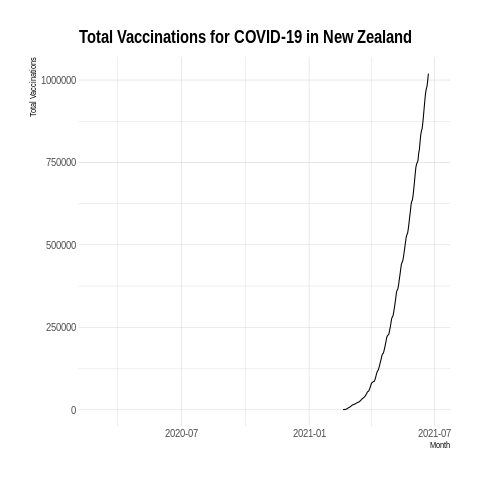 Total Vaccinations for COVID-19 in New Zealand
Total Vaccinations
1000000
750000
500000
250000
0
2020-07 2021-01 2021-07
Month